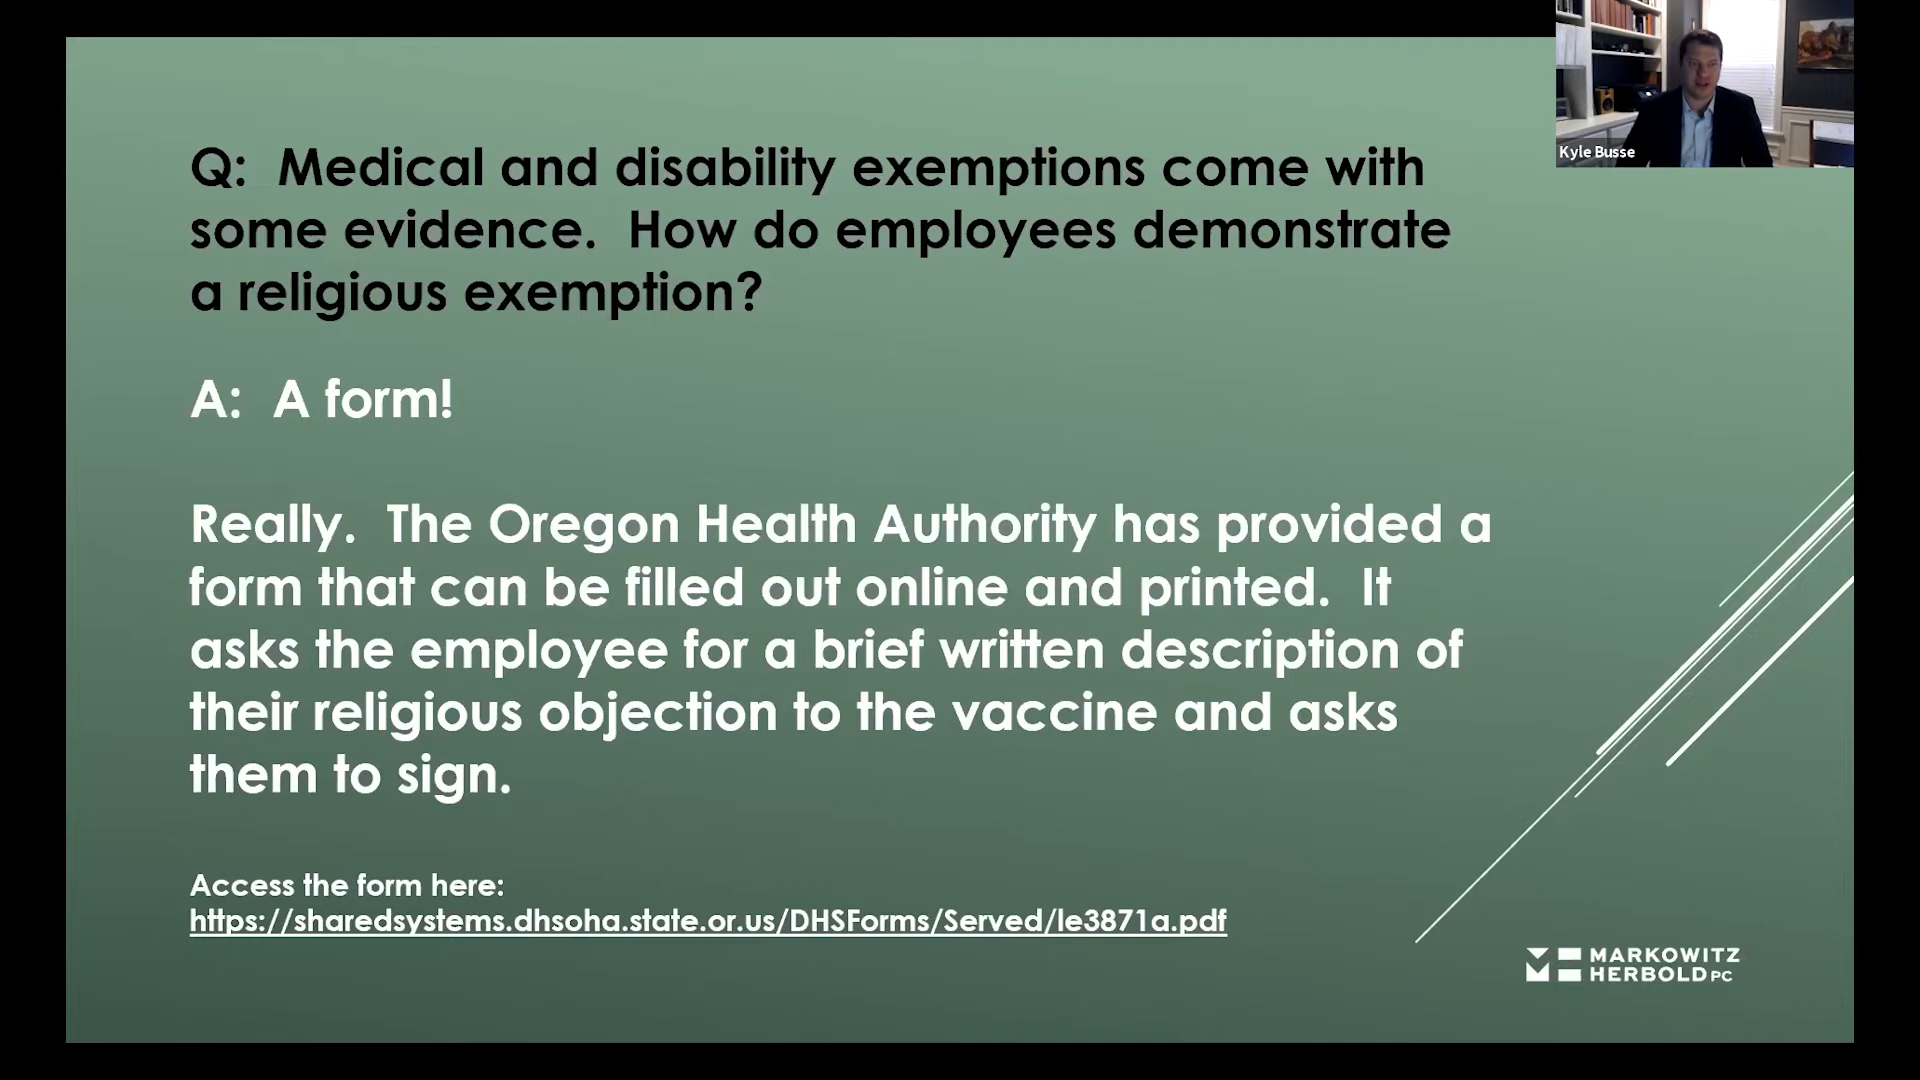 Kyle Busse
Q:  Medical and disability exemptions come with
some evidence.  How do employees demonstrate
a religious exemption?
A:  A form!
Really.  The Oregon Health Authority has provided a
form that can be filled out online and printed.  It
asks the employee for a brief written description of
their religious objection to the vaccine and asks
them to sign.
Access the form here:
https://sharedsystems.dhsoha.state.or.us/DHSForms/Served/le3871a.pdf
MARKOWITZ
HERBOLD PC